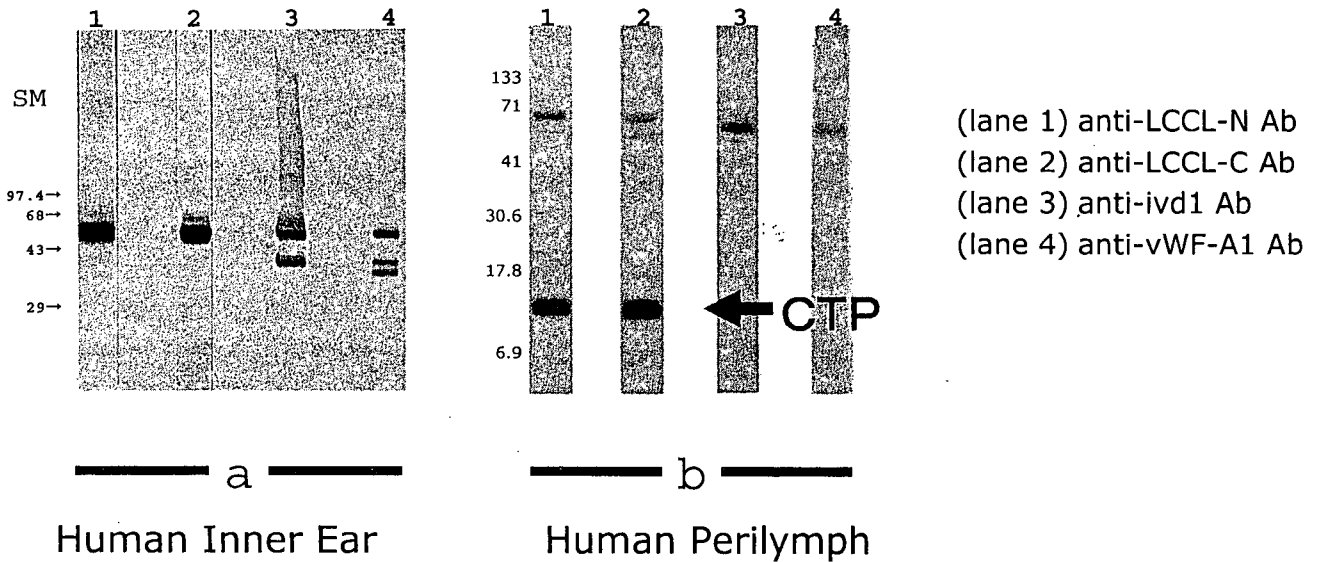 1 2 3 4
SM
97.4→
68→
43→
29→
a
Human Inner Ear
1 2 3 4
133
71
41
30.6
17.8
6.9
CTP
b
Human Perilymph
(lane 1) anti-LCCL-N Ab
(lane 2) anti-LCCL-C Ab
(lane 3) anti-ivd1 Ab
(lane 4) anti-vWF-A1 Ab